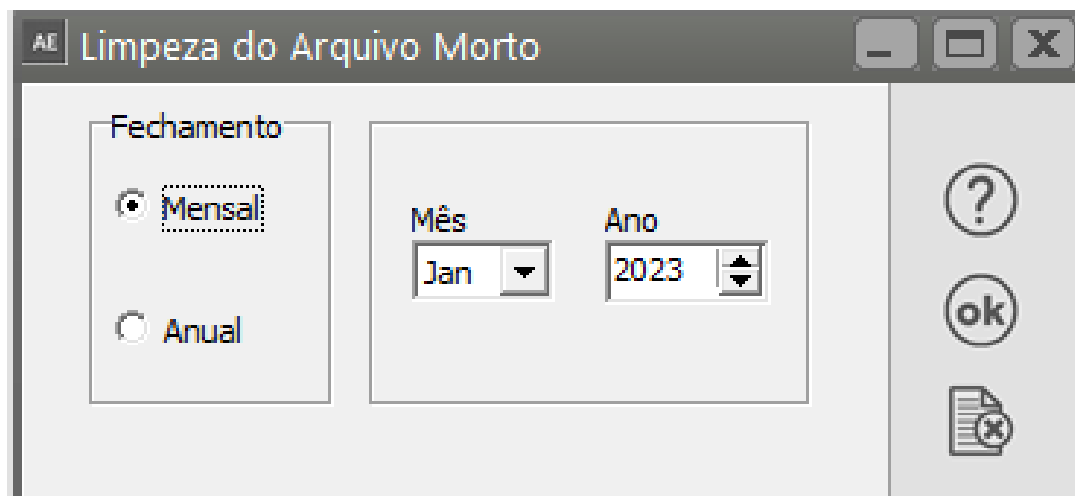 AE Limpeza do Arquivo Morto
Fechamento
Mensal
Anual
Mês
Ano
Jan
2023
?
ok